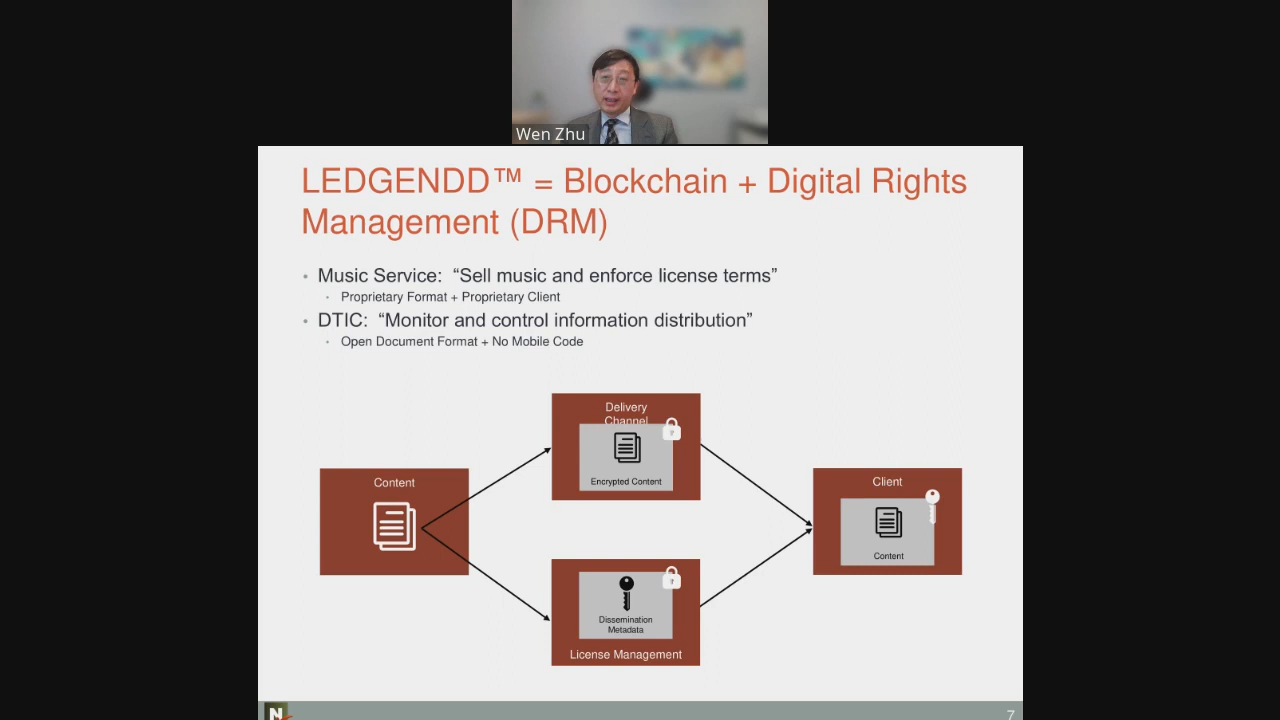 Wen Zhu
LEDGENDD™ = Blockchain + Digital Rights
Management (DRM)
• Music Service: “Sell music and enforce license terms”
• Proprietary Format + Proprietary Client
• DTIC: “Monitor and control information distribution”
• Open Document Format + No Mobile Code
Delivery
Channel
Encrypted Content
Content
Client
Content
Dissemination
Metadata
License Management
N
7